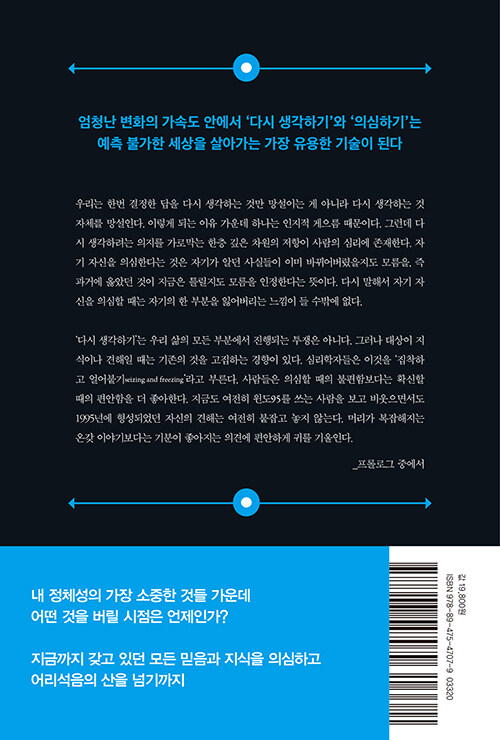 엄청난 변화의 가속도 안에서 ‘다시 생각하기’와 ‘의심하기’는
예측 불가한 세상을 살아가는 가장 유용한 기술이 된다
우리는 한번 결정한 답을 다시 생각하는 것만 망설이는 게 아니라 다시 생각하는 것
자체를 망설인다. 이렇게 되는 이유 가운데 하나는 인지적 게으름 때문이다. 그런데 다
시 생각하려는 의지를 가로막는 한층 깊은 차원의 저항이 사람의 심리에 존재한다. 자
기 자신을 의심한다는 것은 자기가 알던 사실들이 이미 바뀌어버렸을지도 모름을, 즉
과거에 옳았던 것이 지금은 틀릴지도 모름을 인정한다는 뜻이다. 다시 말해서 자기 자
신을 의심할 때는 자기의 한 부분을 잃어버리는 느낌이 들 수밖에 없다.
‘다시 생각하기’는 우리 삶의 모든 부분에서 진행되는 투쟁은 아니다. 그러나 대상이 지
식이나 견해일 때는 기존의 것을 고집하는 경향이 있다. 심리학자들은 이것을 ‘집착하
고 얼어붙기seizing and freezing’라고 부른다. 사람들은 의심할 때의 불편함보다는 확신할
때의 편안함을 더 좋아한다. 지금도 여전히 윈도95를 쓰는 사람을 보고 비웃으면서도
1995년에 형성되었던 자신의 견해는 여전히 붙잡고 놓지 않는다. 머리가 복잡해지는
온갖 이야기보다는 기분이 좋아지는 의견에 편안하게 귀를 기울인다.
_프롤로그 중에서
내 정체성의 가장 소중한 것들 가운데
어떤 것을 버릴 시점은 언제인가?
지금까지 갖고 있던 모든 믿음과 지식을 의심하고
어리석음의 산을 넘기까지
값 19,800원
ISBN 978-89-475-4707-9
03320